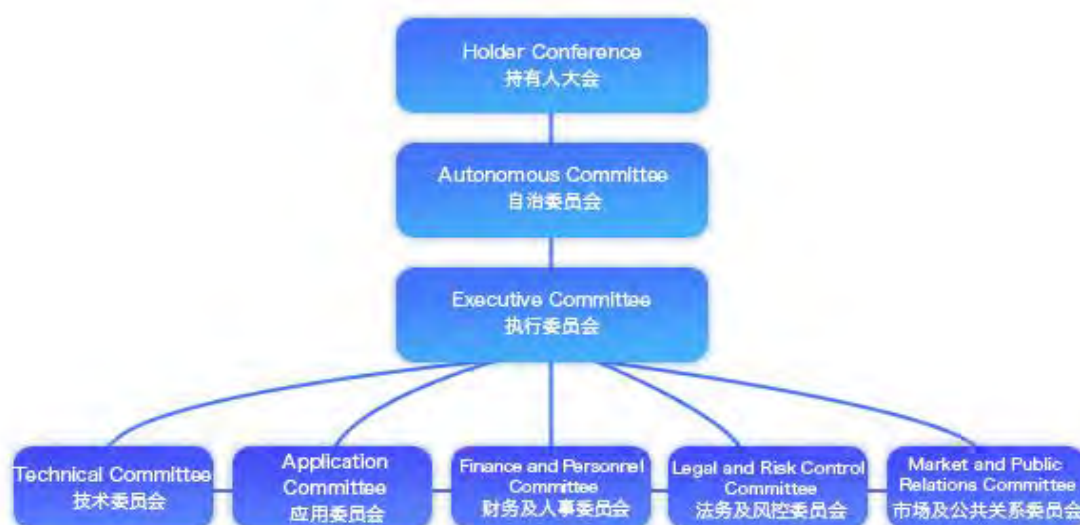 Holder Conference
持有人大会
Autonomous Committee
自治委员会
Executive Committee
执行委员会
Technical Committee
技术委员会
Application
Committee
应用委员会
Finance and Personnel
Committee
财务及人事委员会
Legal and Risk Control
Committee
法务及风控委员会
Market and Public
Relations Committee
市场及公共关系委员会